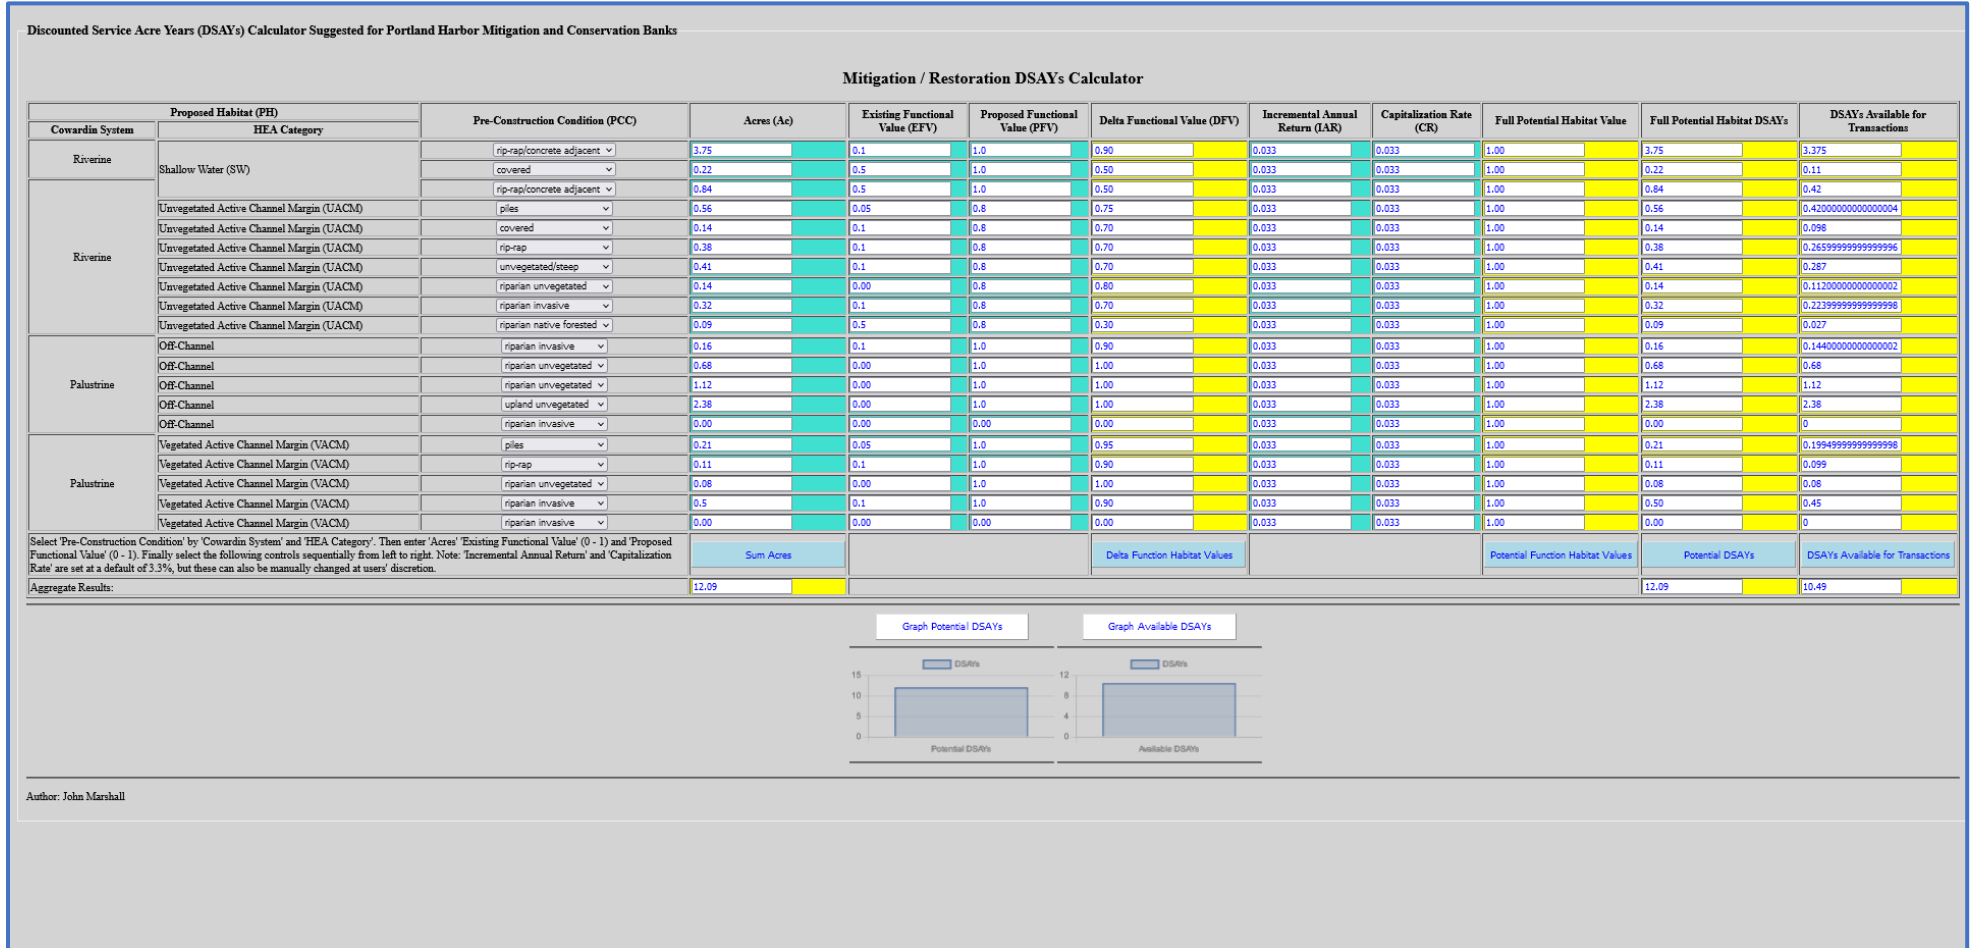 Discounted Service Acre Years (DSAYs) Calculator Suggested for Portland Harbor Mitigation and Conservation Banks
Mitigation / Restoration DSAYs Calculator
Proposed Habitat (PH) Pre-Construction Condition (PCC) Acres (Ac) Existing Functional Value (EFV) Proposed Functional Value (PFV) Delta Functional Value (DFV) Incremental Annual Return (IAR) Capitalization Rate (CR) Full Potential Habitat Value Full Potential Habitat DSAYs DSAYs Available for Transactions
Cowardin System HEA Category
Riverine Shallow Water (SW) rip-rap/concrete adjacent 3.75 0.1 1.0 0.90 0.033 0.033 1.00 3.75 3.375
covered 0.22 0.5 1.0 0.50 0.033 0.033 1.00 0.22 0.11
Riverine rip-rap/concrete adjacent 0.84 0.5 1.0 0.50 0.033 0.033 1.00 0.84 0.42
Unvegetated Active Channel Margin (UACM) piles 0.56 0.05 0.8 0.75 0.033 0.033 1.00 0.56 0.42000000000000004
Unvegetated Active Channel Margin (UACM) covered 0.14 0.1 0.8 0.70 0.033 0.033 1.00 0.14 0.098
Unvegetated Active Channel Margin (UACM) rip-rap 0.38 0.1 0.8 0.70 0.033 0.033 1.00 0.38 0.26599999999999996
Unvegetated Active Channel Margin (UACM) unvegetated/steep 0.41 0.1 0.8 0.70 0.033 0.033 1.00 0.41 0.287
Unvegetated Active Channel Margin (UACM) riparian unvegetated 0.14 0.00 0.8 0.80 0.033 0.033 1.00 0.14 0.11200000000000002
Unvegetated Active Channel Margin (UACM) riparian invasive 0.32 0.1 0.8 0.70 0.033 0.033 1.00 0.32 0.22399999999999998
Unvegetated Active Channel Margin (UACM) riparian native forested 0.09 0.5 0.8 0.30 0.033 0.033 1.00 0.09 0.027
Palustrine Off-Channel riparian invasive 0.16 0.1 1.0 0.90 0.033 0.033 1.00 0.16 0.14400000000000002
Off-Channel riparian unvegetated 0.68 0.00 1.0 1.00 0.033 0.033 1.00 0.68 0.68
Off-Channel riparian unvegetated 1.12 0.00 1.0 1.00 0.033 0.033 1.00 1.12 1.12
Off-Channel upland unvegetated 2.38 0.00 1.0 1.00 0.033 0.033 1.00 2.38 2.38
Off-Channel riparian invasive 0.00 0.00 0.00 0.00 0.033 0.033 1.00 0.00 0
Palustrine Vegetated Active Channel Margin (VACM) piles 0.21 0.05 1.0 0.95 0.033 0.033 1.00 0.21 0.19949999999999998
Vegetated Active Channel Margin (VACM) rip-rap 0.11 0.1 1.0 0.90 0.033 0.033 1.00 0.11 0.099
Vegetated Active Channel Margin (VACM) riparian unvegetated 0.08 0.00 1.0 1.00 0.033 0.033 1.00 0.08 0.08
Vegetated Active Channel Margin (VACM) riparian invasive 0.5 0.1 1.0 0.90 0.033 0.033 1.00 0.50 0.45
Vegetated Active Channel Margin (VACM) riparian invasive 0.00 0.00 0.00 0.00 0.033 0.033 1.00 0.00 0
Select 'Pre-Construction Condition' by 'Cowardin System' and 'HEA Category'. Then enter 'Acres' 'Existing Functional Value' (0 - 1) and 'Proposed
Functional Value' (0 - 1). Finally select the following controls sequentially from left to right. Note: 'Incremental Annual Return' and 'Capitalization
Rate' are set at a default of 3.3%, but these can also be manually changed at users' discretion.
Sum Acres Delta Function Habitat Values Potential Function Habitat Values Potential DSAYs DSAYs Available for Transactions
Aggregate Results: 12.09 12.09 10.49
Graph Potential DSAYs Graph Available DSAYs
DSAYs DSAYs
15 12
10 8
5 4
0 0
Potential DSAYs Available DSAYs
Author: John Marshall